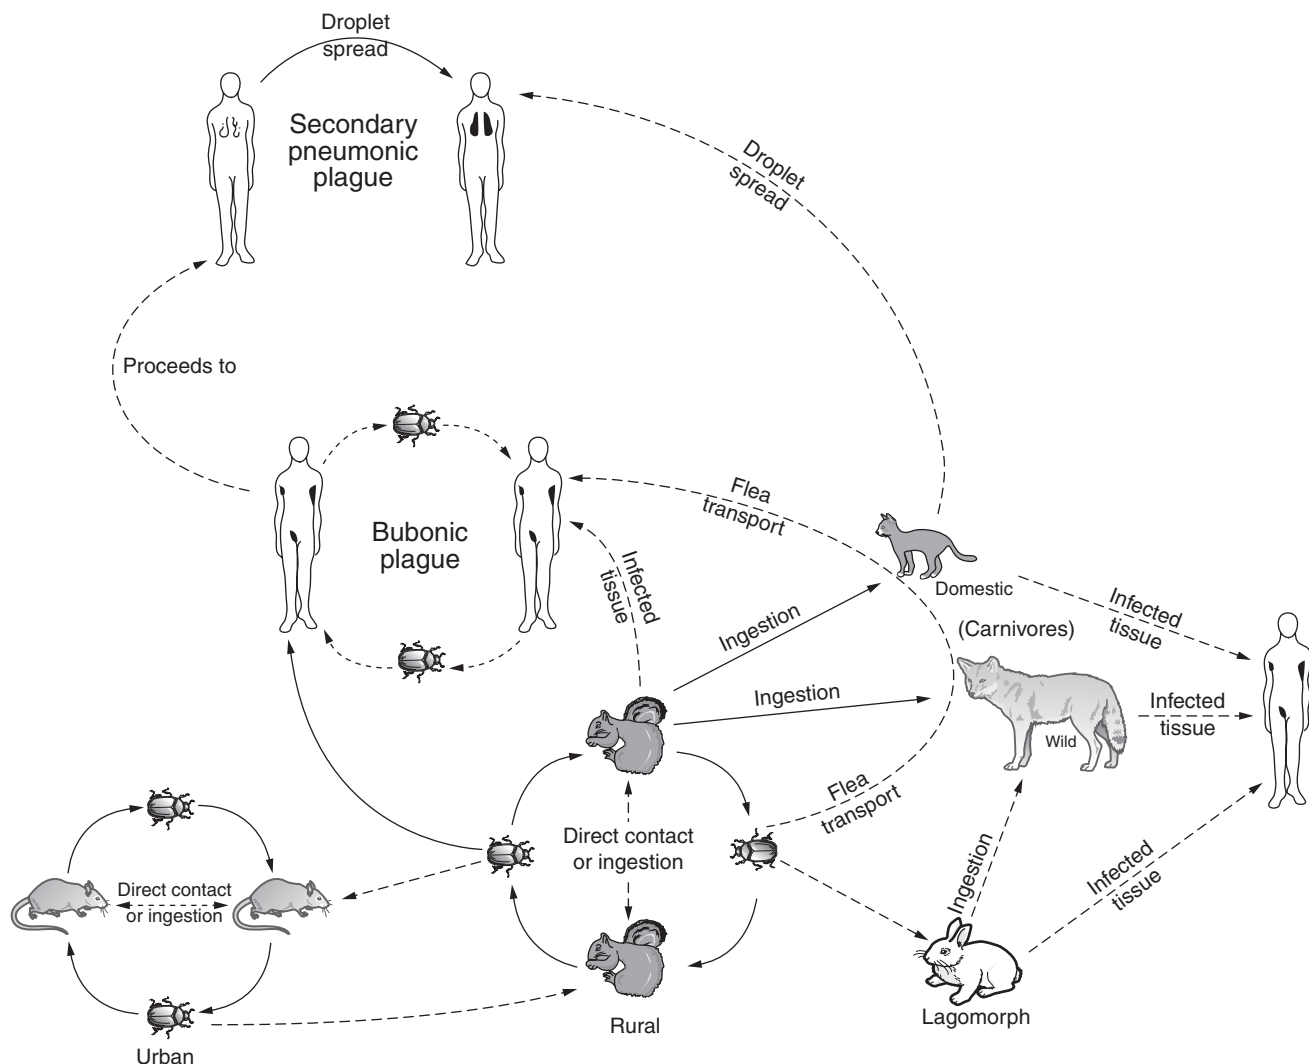 Droplet
spread
Secondary
pneumonic
plague
Droplet
spread
Proceeds to
Bubonic
plague
Flea
transport
Infected
tissue
Domestic
Ingestion
Infected
tissue
(Carnivores)
Ingestion
Wild
Infected
tissue
Flea
transport
Direct contact
or ingestion
Direct contact
or ingestion
Ingestion
Infected
tissue
Lagomorph
Rural
Urban